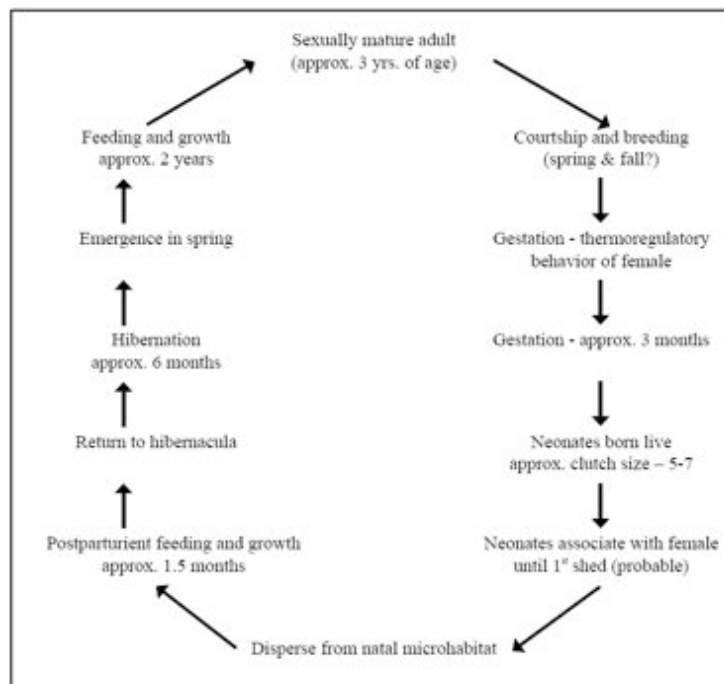 Sexually mature adult
(approx. 3 yrs. of age)
Courtship and breeding
(spring & fall?)
Gestation - thermoregulatory
behavior of female
Gestation - approx. 3 months
Neonates born live
approx. clutch size – 5-7
Neonates associate with female
until 1st shed (probable)
Disperse from natal microhabitat
Postparturient feeding and growth
approx. 1.5 months
Return to hibernacula
Hibernation
approx. 6 months
Emergence in spring
Feeding and growth
approx. 2 years